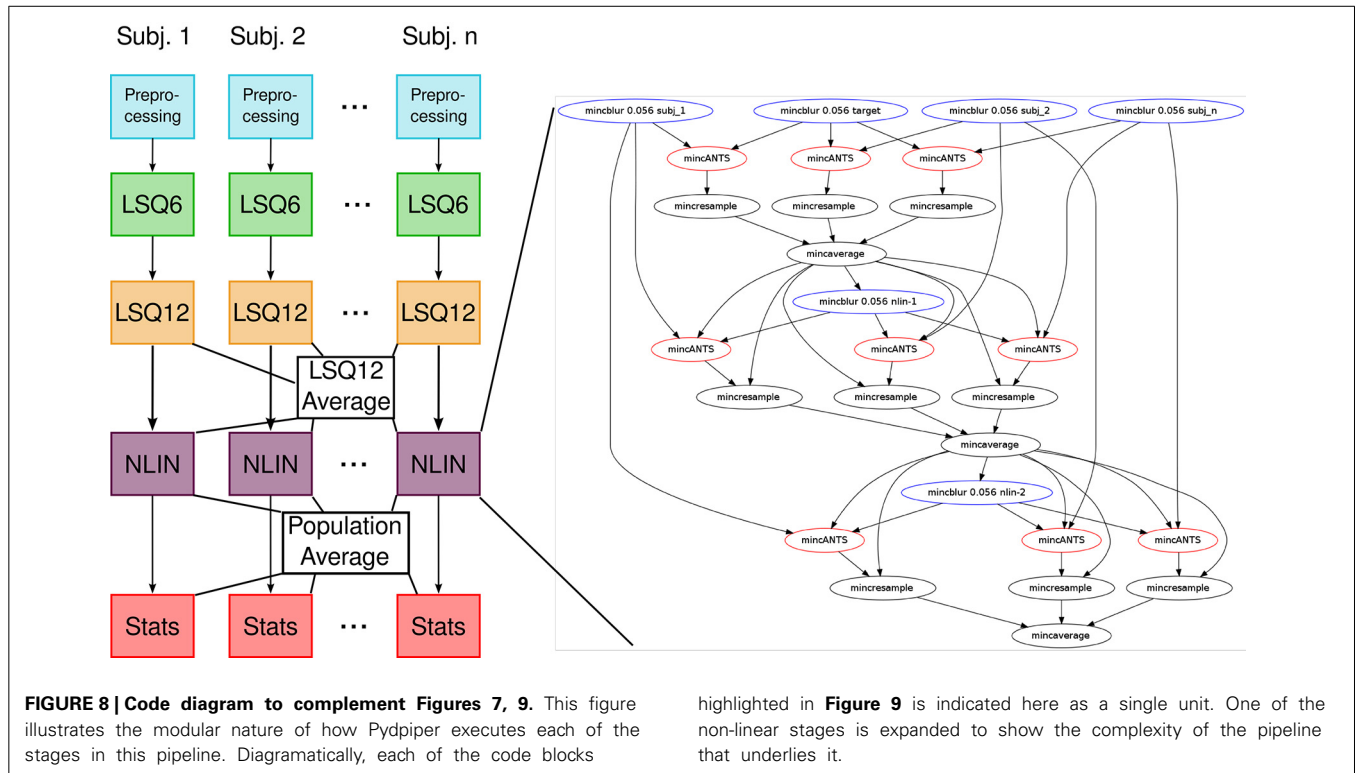 Subj. 1 Subj. 2 Subj. n
Prepro-
cessing
Prepro-
cessing
...
Prepro-
cessing
LSQ6 LSQ6 ... LSQ6
LSQ12 LSQ12 ... LSQ12
LSQ12
Average
NLIN NLIN ... NLIN
Population
Average
Stats Stats ... Stats
mincblur 0.056 subj_1 mincblur 0.056 target mincblur 0.056 subj_2 mincblur 0.056 subj_n
mincANTS mincANTS mincANTS
mincresample mincresample mincresample
mincaverage
mincblur 0.056 nlin-1
mincANTS mincANTS mincANTS
mincresample mincresample mincresample
mincaverage
mincblur 0.056 nlin-2
mincANTS mincANTS mincANTS
mincresample mincresample mincresample
mincaverage
FIGURE 8 | Code diagram to complement Figures 7, 9. This figure
illustrates the modular nature of how Pydpiper executes each of the
stages in this pipeline. Diagramatically, each of the code blocks
highlighted in Figure 9 is indicated here as a single unit. One of the
non-linear stages is expanded to show the complexity of the pipeline
that underlies it.